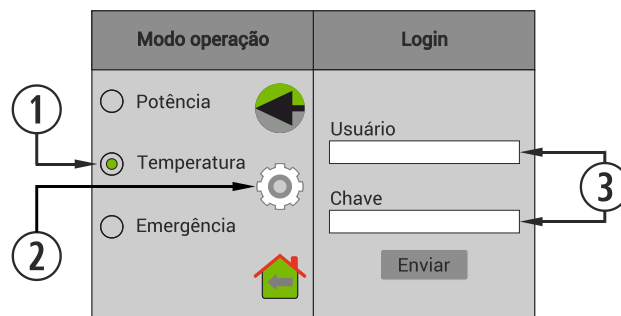 Modo operação
Login
1
Potência
Temperatura
2
Emergência
Usuário
Chave
3
Enviar